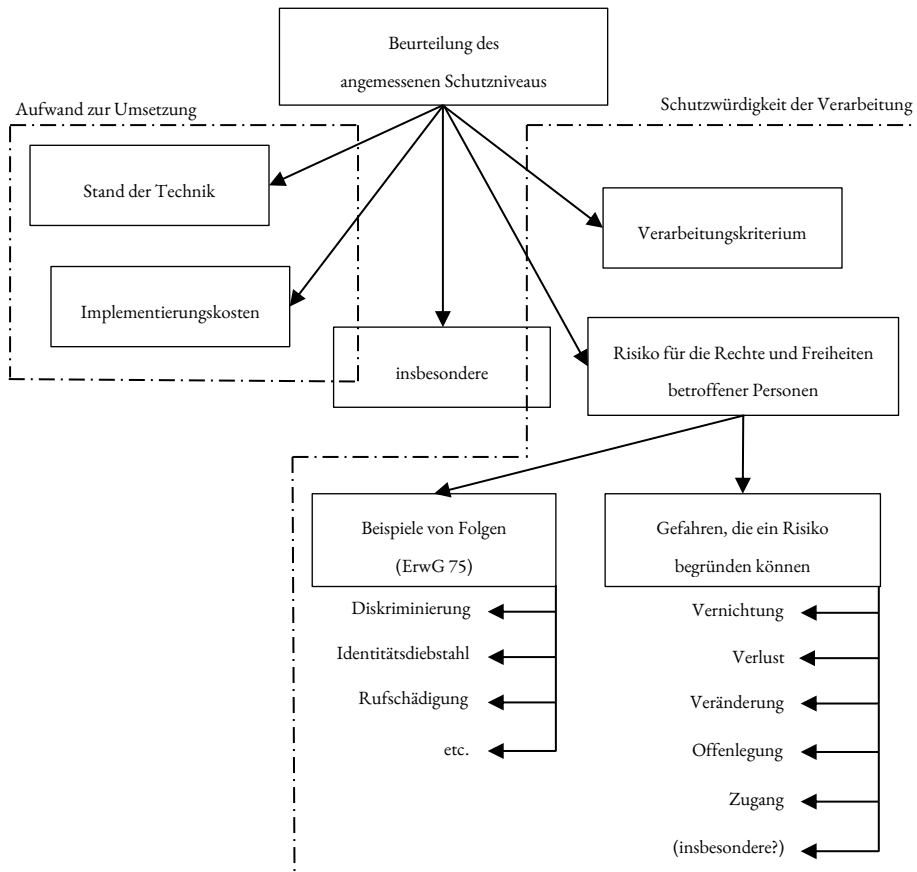 Beurteilung des
angemessenen Schutzniveaus
Aufwand zur Umsetzung
Schutzwürdigkeit der Verarbeitung
Stand der Technik
Verarbeitungskriterium
Implementierungskosten
insbesondere
Risiko für die Rechte und Freiheiten
betroffener Personen
Beispiele von Folgen
(ErwG 75)
Diskriminierung
Identitätsdiebstahl
Rufschädigung
etc.
Gefahren, die ein Risiko
begründen können
Vernichtung
Verlust
Veränderung
Offenlegung
Zugang
(insbesondere?)